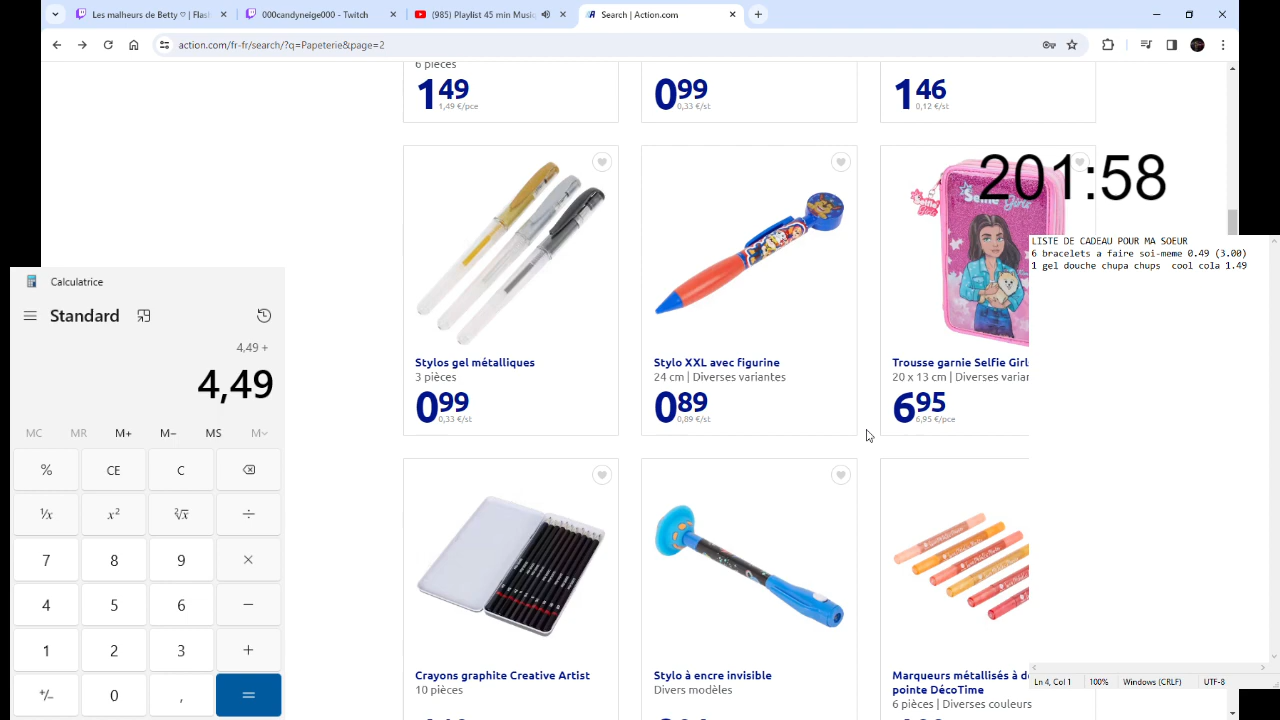 Les malheurs de Betty ♡ | Flash
000candyneige000 - Twitch
(985) Playlist 45 min Music
Search | Action.com
action.com/fr-fr/search/?q=Papeterie&page=2
6 pièces
1 49
1,49 €/pce
0 99
0,33 €/st
1 46
0,12 €/st
201:58
Selfie Girl
Stylos gel métalliques
3 pièces
0 99
0,33 €/st
Stylo XXL avec figurine
24 cm | Diverses variantes
0 89
0,89 €/st
Trousse garnie Selfie Girl
20 x 13 cm | Diverses varian
6 95
6,95 €/pce
Crayons graphite Creative Artist
10 pièces
Stylo à encre invisible
Divers modèles
Marqueurs métallisés à do
pointe DécoTime
6 pièces | Diverses couleurs
LISTE DE CADEAU POUR MA SOEUR
6 bracelets a faire soi-meme 0.49 (3.00)
1 gel douche chupa chups  cool cola 1.49
Ln 4, Col 1
100%
Windows (CRLF)
UTF-8
Calculatrice
Standard
4,49 +
4,49
MC MR M+ M− MS M
% CE C
¹/x x² ²√x ÷
7 8 9 ×
4 5 6 −
1 2 3 +
+/− 0 , =